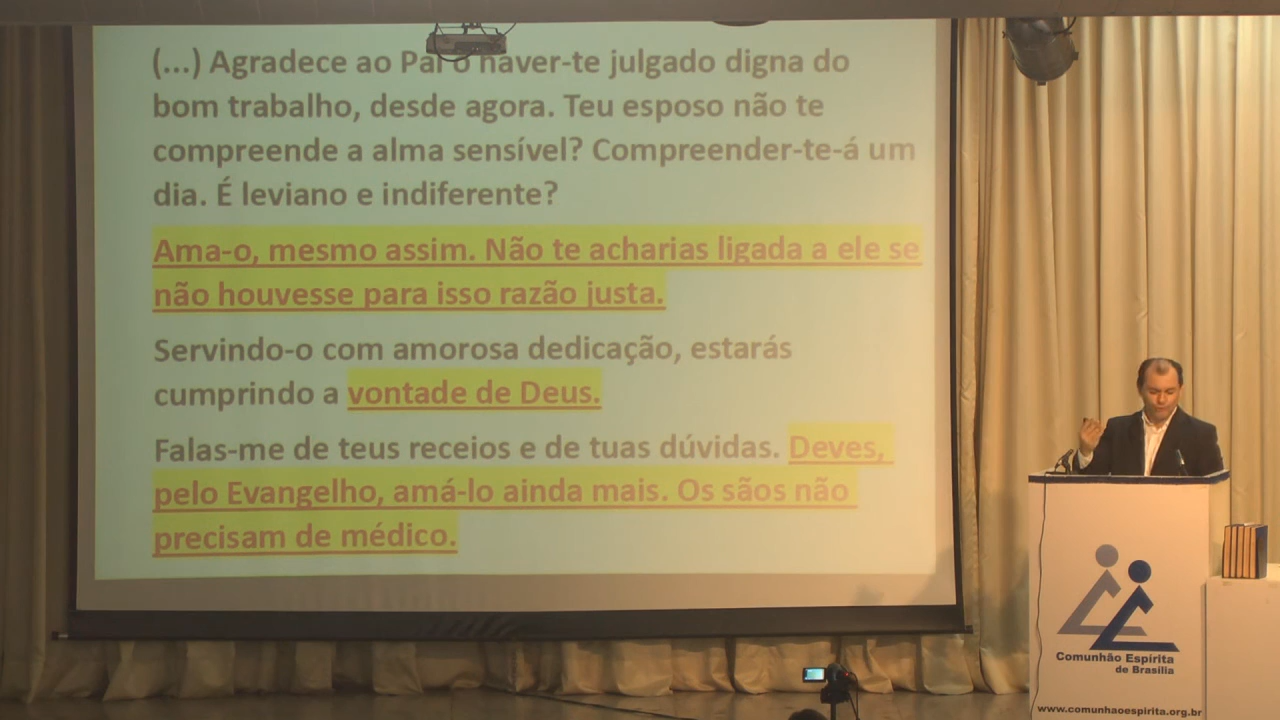 (...) Agradece ao Pai o haver-te julgado digna do
bom trabalho, desde agora. Teu esposo não te
compreende a alma sensível? Compreender-te-á um
dia. É leviano e indiferente?
Ama-o, mesmo assim. Não te acharias ligada a ele se
não houvesse para isso razão justa.
Servindo-o com amorosa dedicação, estarás
cumprindo a vontade de Deus.
Falas-me de teus receios e de tuas dúvidas. Deves,
pelo Evangelho, amá-lo ainda mais. Os sãos não
precisam de médico.
Comunhão Espírita
de Brasília
www.comunhaoespirita.org.br